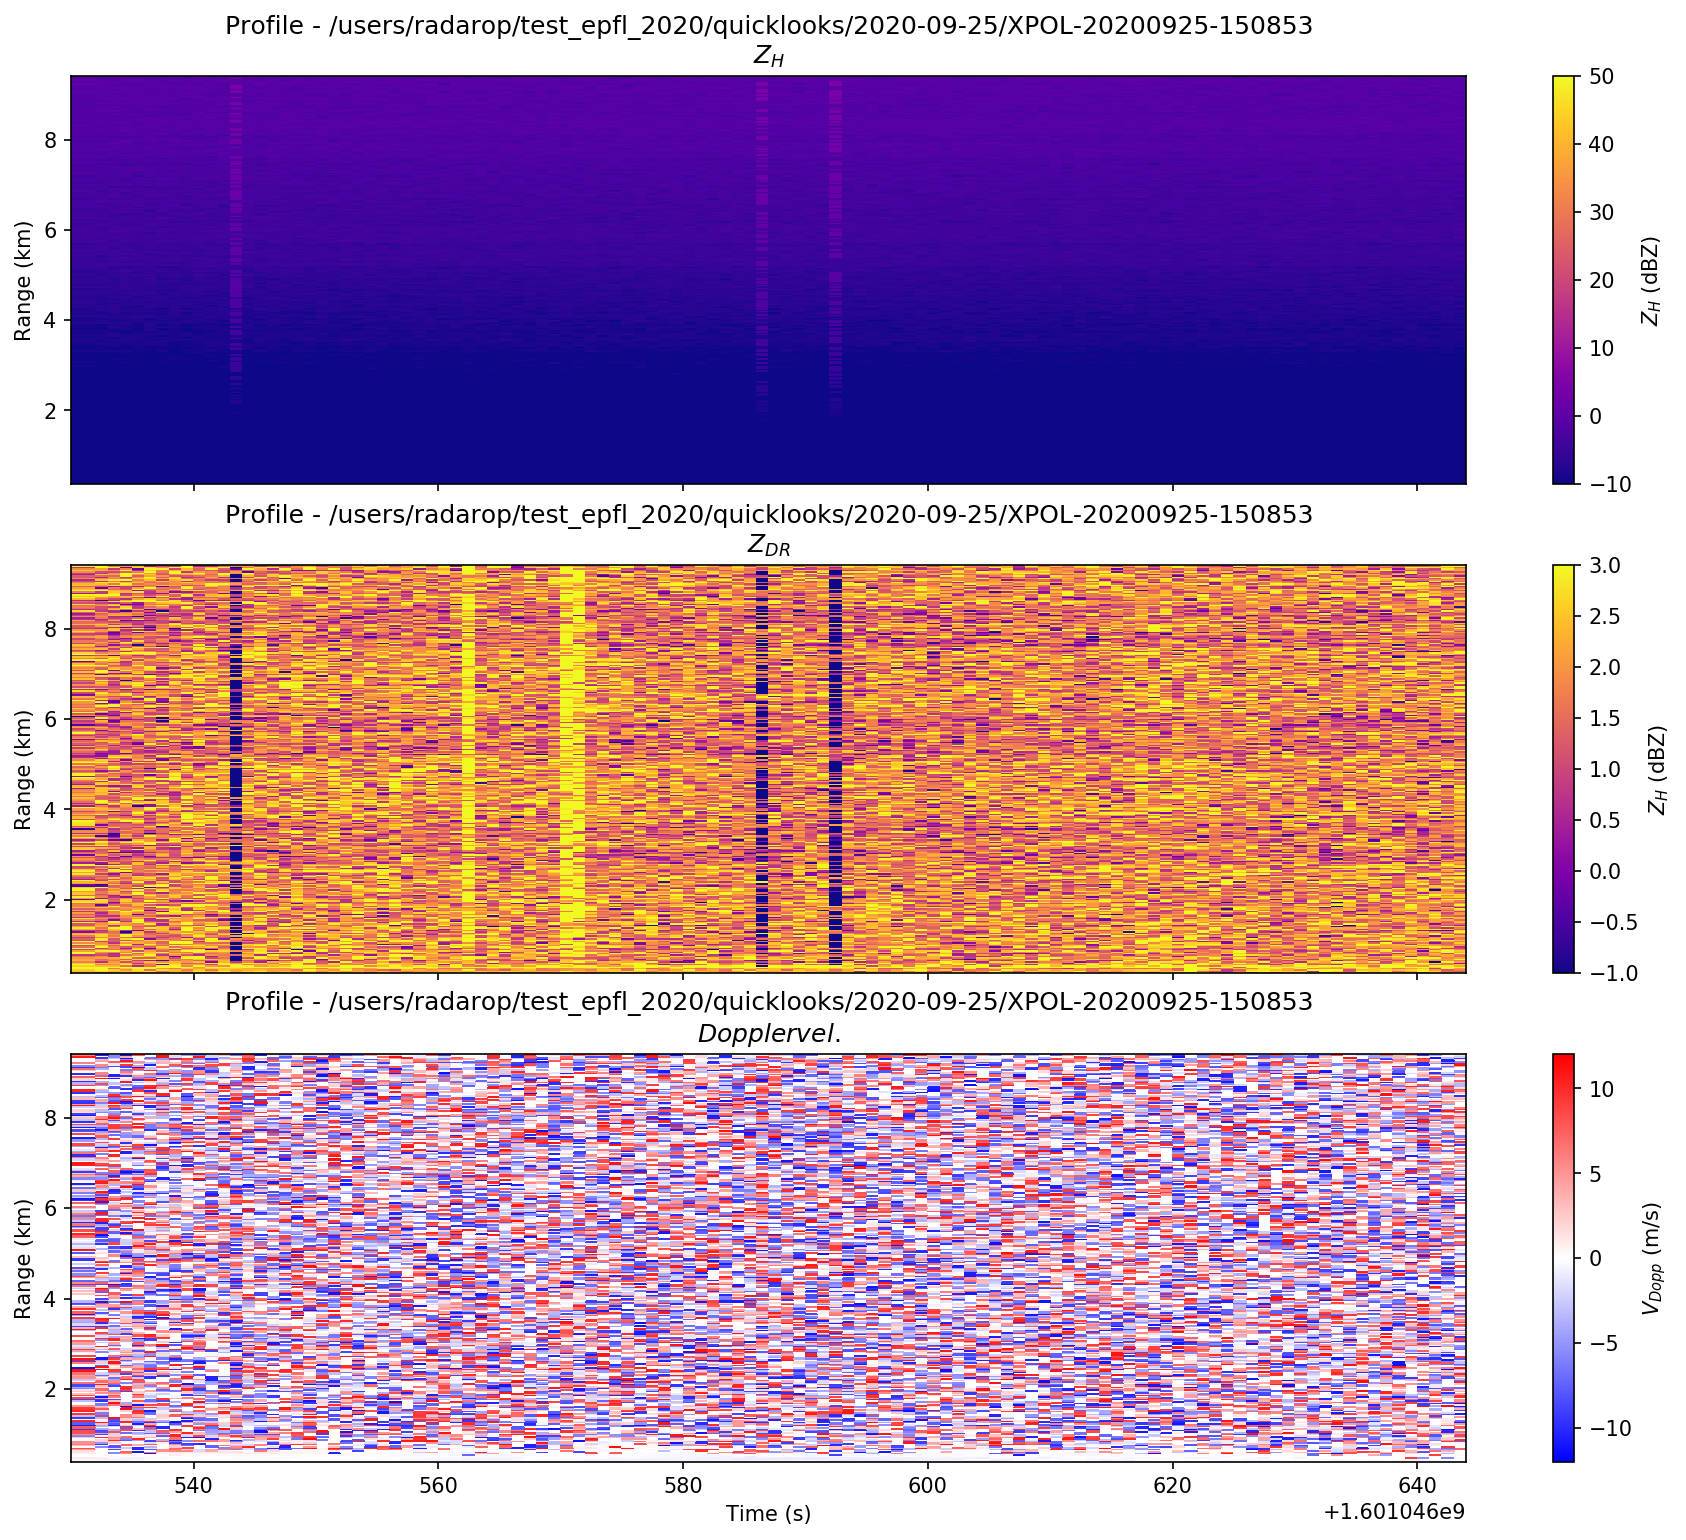 Profile - /users/radarop/test_epfl_2020/quicklooks/2020-09-25/XPOL-20200925-150853
Z_H
8
6
4
2
Range (km)
50
40
30
20
10
0
−10
Z_H (dBZ)
Profile - /users/radarop/test_epfl_2020/quicklooks/2020-09-25/XPOL-20200925-150853
Z_DR
8
6
4
2
Range (km)
3.0
2.5
2.0
1.5
1.0
0.5
0.0
−0.5
−1.0
Z_H (dBZ)
Profile - /users/radarop/test_epfl_2020/quicklooks/2020-09-25/XPOL-20200925-150853
Dopplervel.
8
6
4
2
Range (km)
10
5
0
−5
−10
V_Dopp (m/s)
540 560 580 600 620 640
Time (s)
+1.601046e9